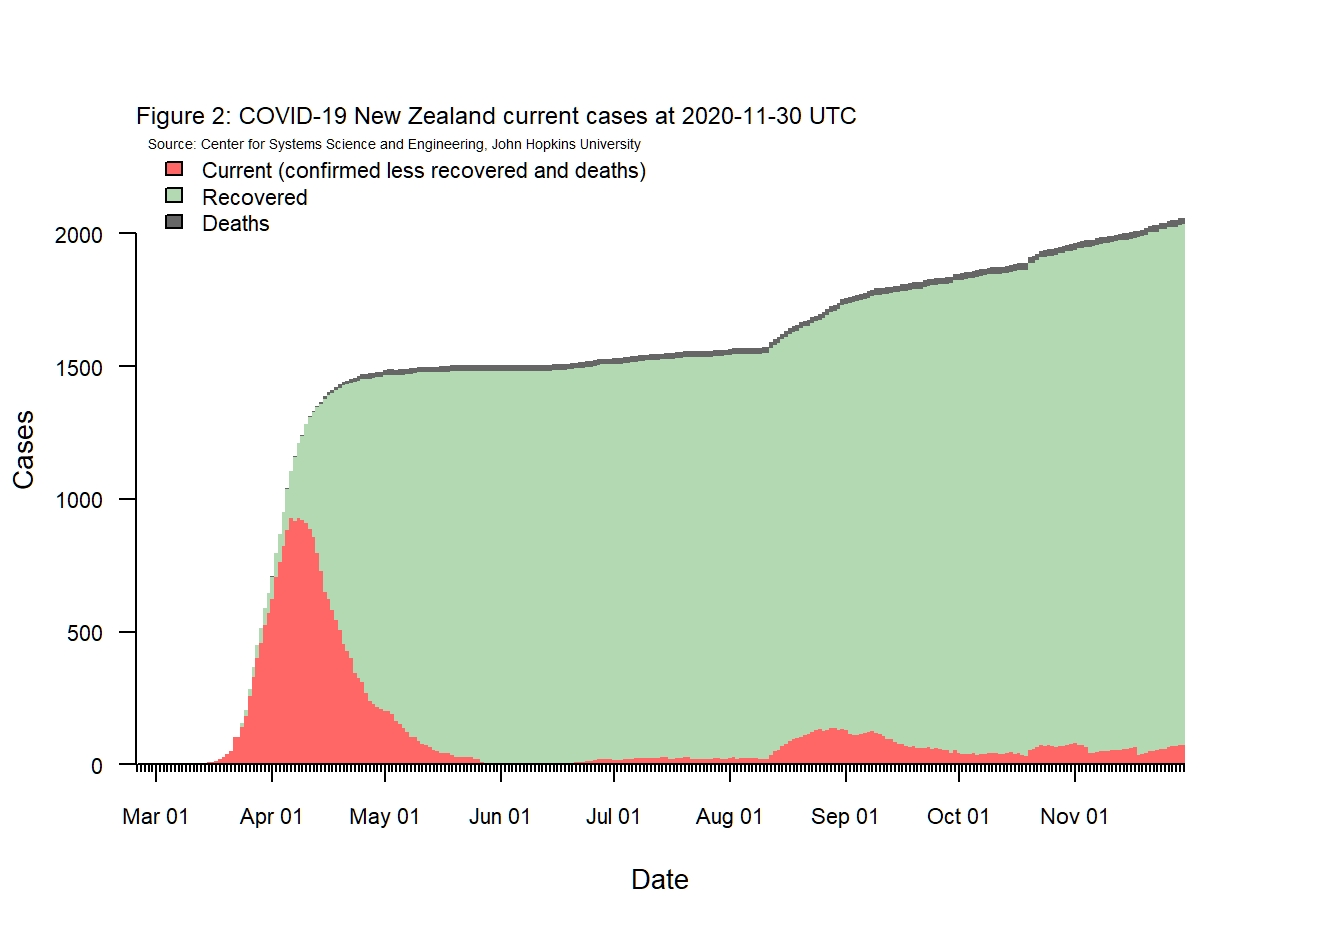 Figure 2: COVID-19 New Zealand current cases at 2020-11-30 UTC
Source: Center for Systems Science and Engineering, John Hopkins University
Current (confirmed less recovered and deaths)
Recovered
Deaths
2000
1500
1000
500
0
Cases
Mar 01 Apr 01 May 01 Jun 01 Jul 01 Aug 01 Sep 01 Oct 01 Nov 01
Date